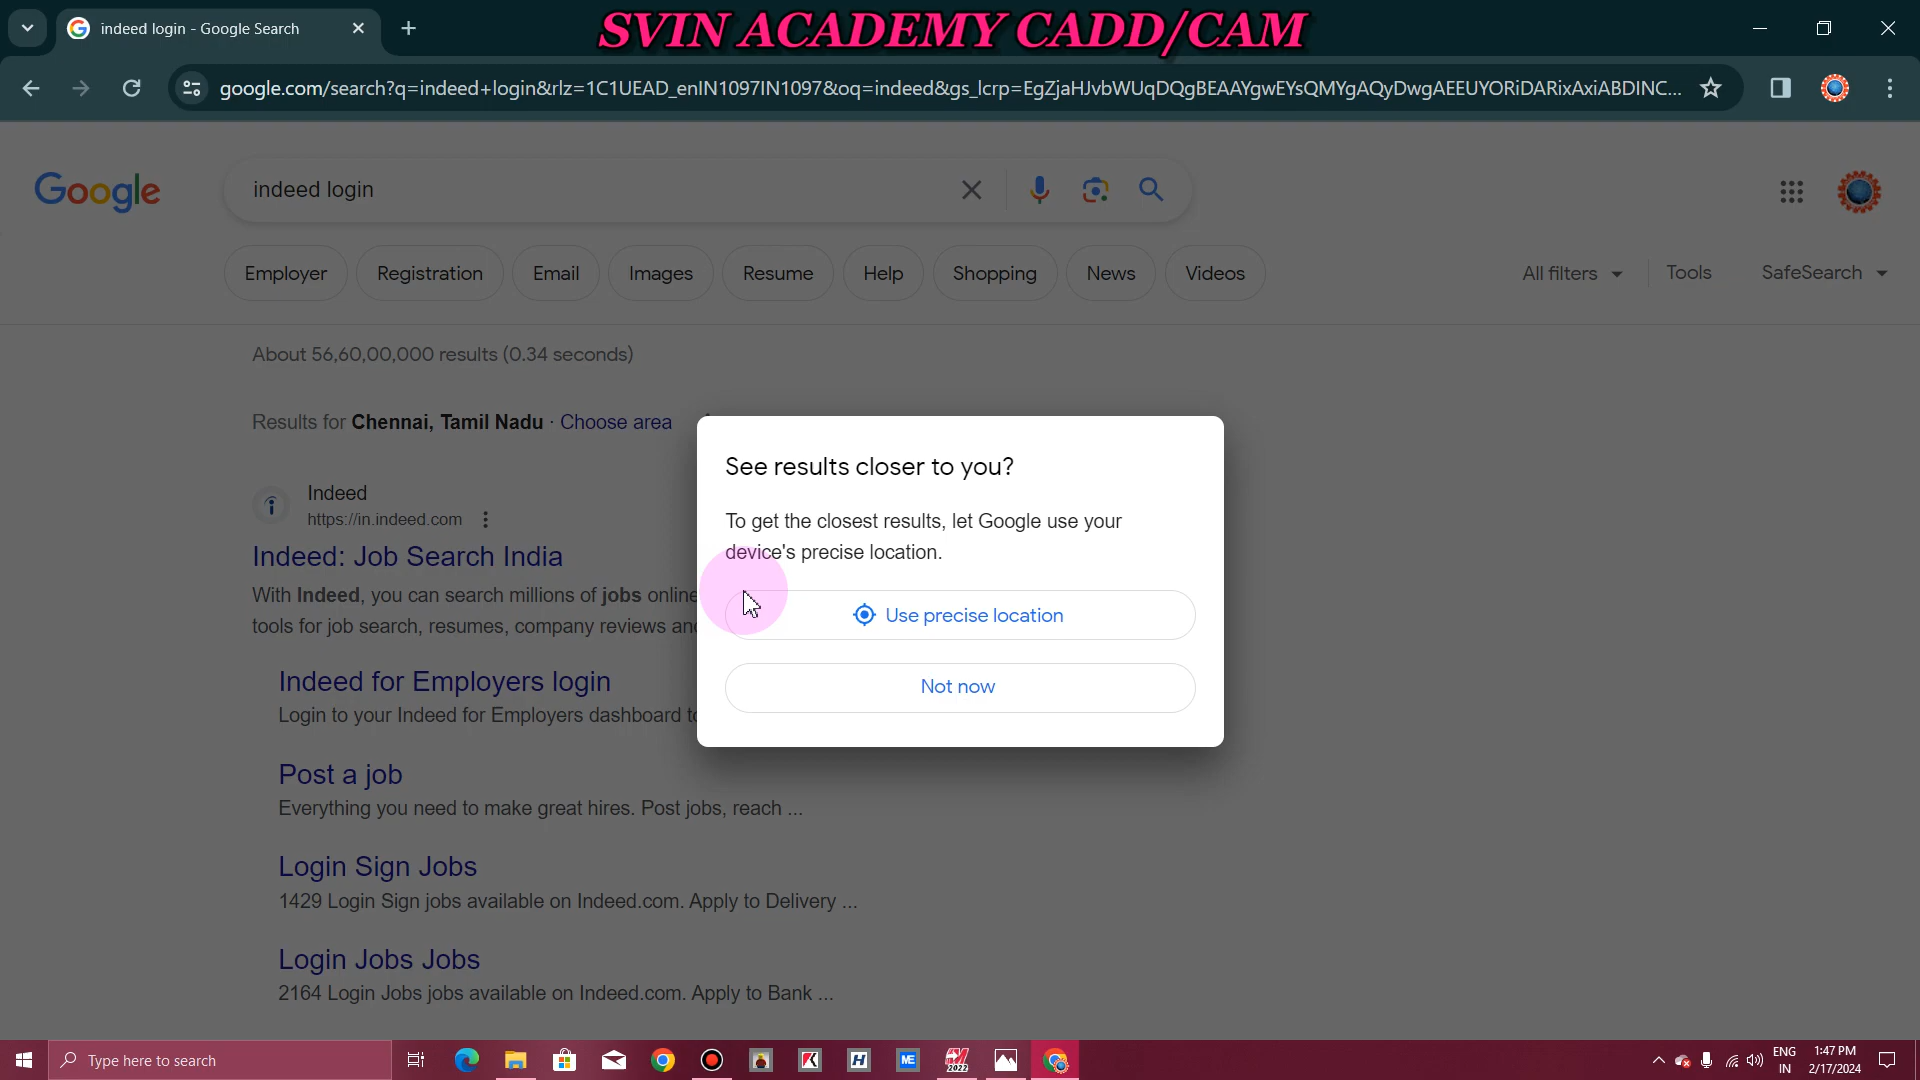 indeed login - Google Search
SVIN ACADEMY CADD/CAM
google.com/search?q=indeed+login&rlz=1C1UEAD_enIN1097IN1097&oq=indeed&gs_lcrp=EgZjaHJvbWUqDQgBEAAYgwEYsQMYgAQyDwgAEEUYORiDARixAxiABDINC...
Google
indeed login
Employer
Registration
Email
Images
Resume
Help
Shopping
News
Videos
All filters
Tools
SafeSearch
About 56,60,00,000 results (0.34 seconds)
Results for Chennai, Tamil Nadu · Choose area
Indeed
https://in.indeed.com
Indeed: Job Search India
With Indeed, you can search millions of jobs online
tools for job search, resumes, company reviews
Indeed for Employers login
Login to your Indeed for Employers dashboard
Post a job
Everything you need to make great hires. Post jobs, reach ...
Login Sign Jobs
1429 Login Sign jobs available on Indeed.com. Apply to Delivery ...
Login Jobs Jobs
2164 Login Jobs jobs available on Indeed.com. Apply to Bank ...
See results closer to you?
To get the closest results, let Google use your
device's precise location.
Use precise location
Not now
Type here to search
ME
2022
ENG
IN
1:47 PM
2/17/2024